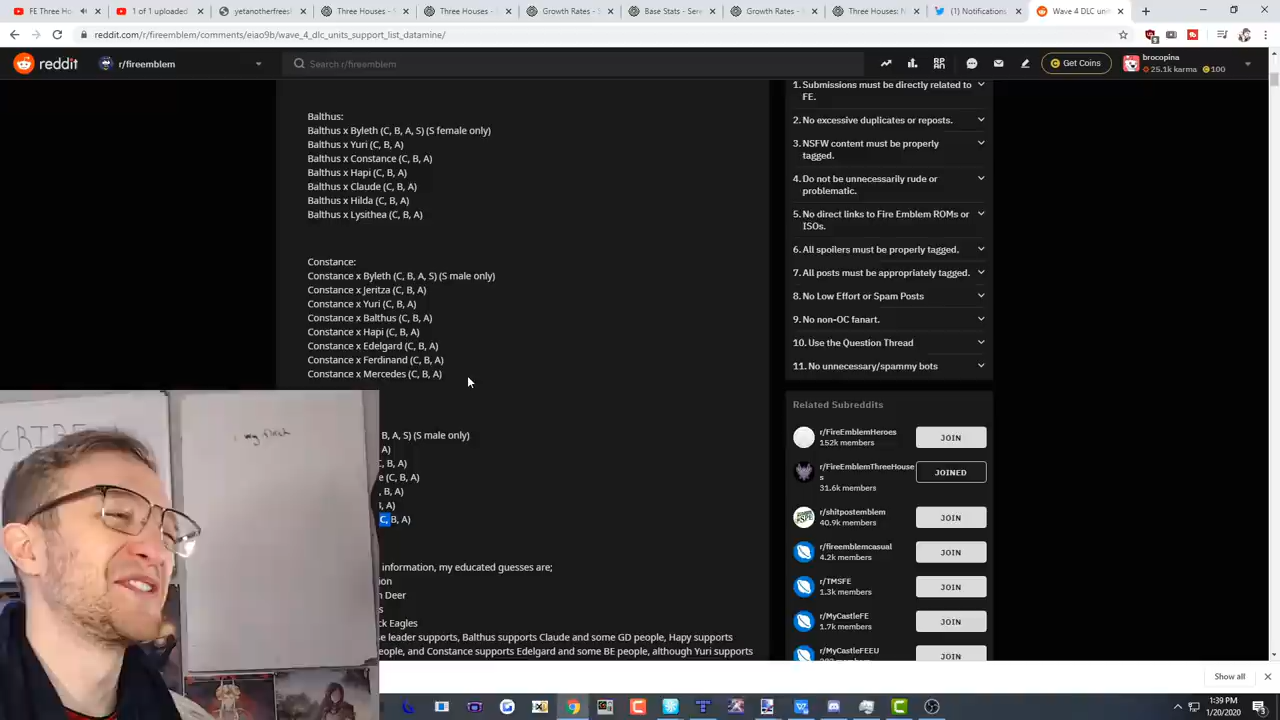 FE Three Ho
1 of 1 uploaded
yetanotherfrest
Three Houses -
Three Houses -
Growth Rates - S
Base Stats - Seren
Growth Rates -
Three Houses: N
(1) Notifications
Wave 4 DLC unit
reddit.com/r/fireemblem/comments/eiao9b/wave_4_dlc_units_support_list_datamine/
reddit
r/fireemblem
Search r/fireemblem
Get Coins
brocopina
25.1k karma
100
Balthus:
Balthus x Byleth (C, B, A, S) (S female only)
Balthus x Yuri (C, B, A)
Balthus x Constance (C, B, A)
Balthus x Hapi (C, B, A)
Balthus x Claude (C, B, A)
Balthus x Hilda (C, B, A)
Balthus x Lysithea (C, B, A)
Constance:
Constance x Byleth (C, B, A, S) (S male only)
Constance x Jeritza (C, B, A)
Constance x Yuri (C, B, A)
Constance x Balthus (C, B, A)
Constance x Hapi (C, B, A)
Constance x Edelgard (C, B, A)
Constance x Ferdinand (C, B, A)
Constance x Mercedes (C, B, A)
B, A, S) (S male only)
A)
, B, A)
e (C, B, A)
, B, A)
B, A)
C, B, A)
information, my educated guesses are;
ion
n Deer
s
ck Eagles
e leader supports, Balthus supports Claude and some GD people, Hapy supports
eople, and Constance supports Edelgard and some BE people, although Yuri supports
1. Submissions must be directly related to
FE.
2. No excessive duplicates or reposts.
3. NSFW content must be properly
tagged.
4. Do not be unnecessarily rude or
problematic.
5. No direct links to Fire Emblem ROMs or
ISOs.
6. All spoilers must be properly tagged.
7. All posts must be appropriately tagged.
8. No Low Effort or Spam Posts
9. No non-OC fanart.
10. Use the Question Thread
11. No unnecessary/spammy bots
Related Subreddits
r/FireEmblemHeroes
152k members
JOIN
r/FireEmblemThreeHouse
s
31.6k members
JOINED
r/shitpostemblem
40.9k members
JOIN
r/fireemblemcasual
4.2k members
JOIN
r/TMSFE
1.3k members
JOIN
r/MyCastleFE
1.7k members
JOIN
r/MyCastleFEEU
JOIN
Show all
1:39 PM
1/20/2020